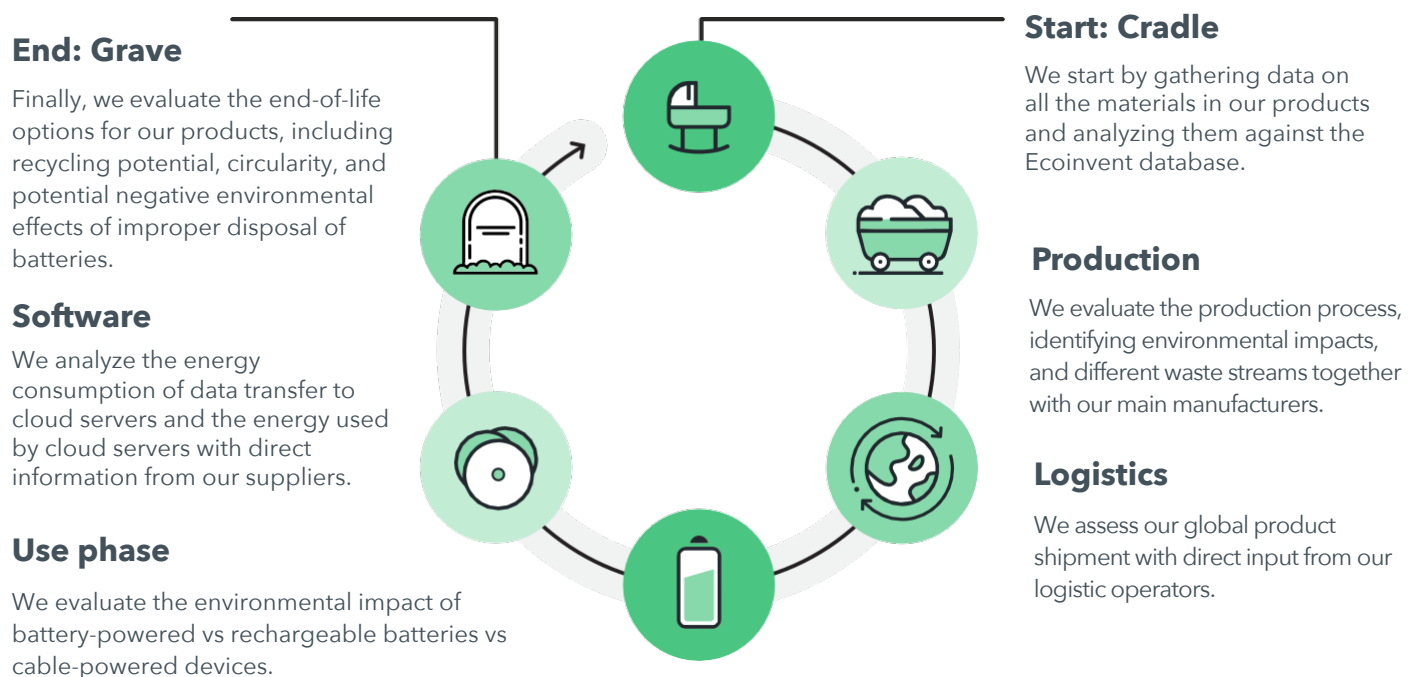 Start: Cradle
We start by gathering data on
all the materials in our products
and analyzing them against the
Ecoinvent database.
Production
We evaluate the production process,
identifying environmental impacts,
and different waste streams together
with our main manufacturers.
Logistics
We assess our global product
shipment with direct input from our
logistic operators.
Use phase
We evaluate the environmental impact of
battery-powered vs rechargeable batteries vs
cable-powered devices.
Software
We analyze the energy
consumption of data transfer to
cloud servers and the energy used
by cloud servers with direct
information from our suppliers.
End: Grave
Finally, we evaluate the end-of-life
options for our products, including
recycling potential, circularity, and
potential negative environmental
effects of improper disposal of
batteries.